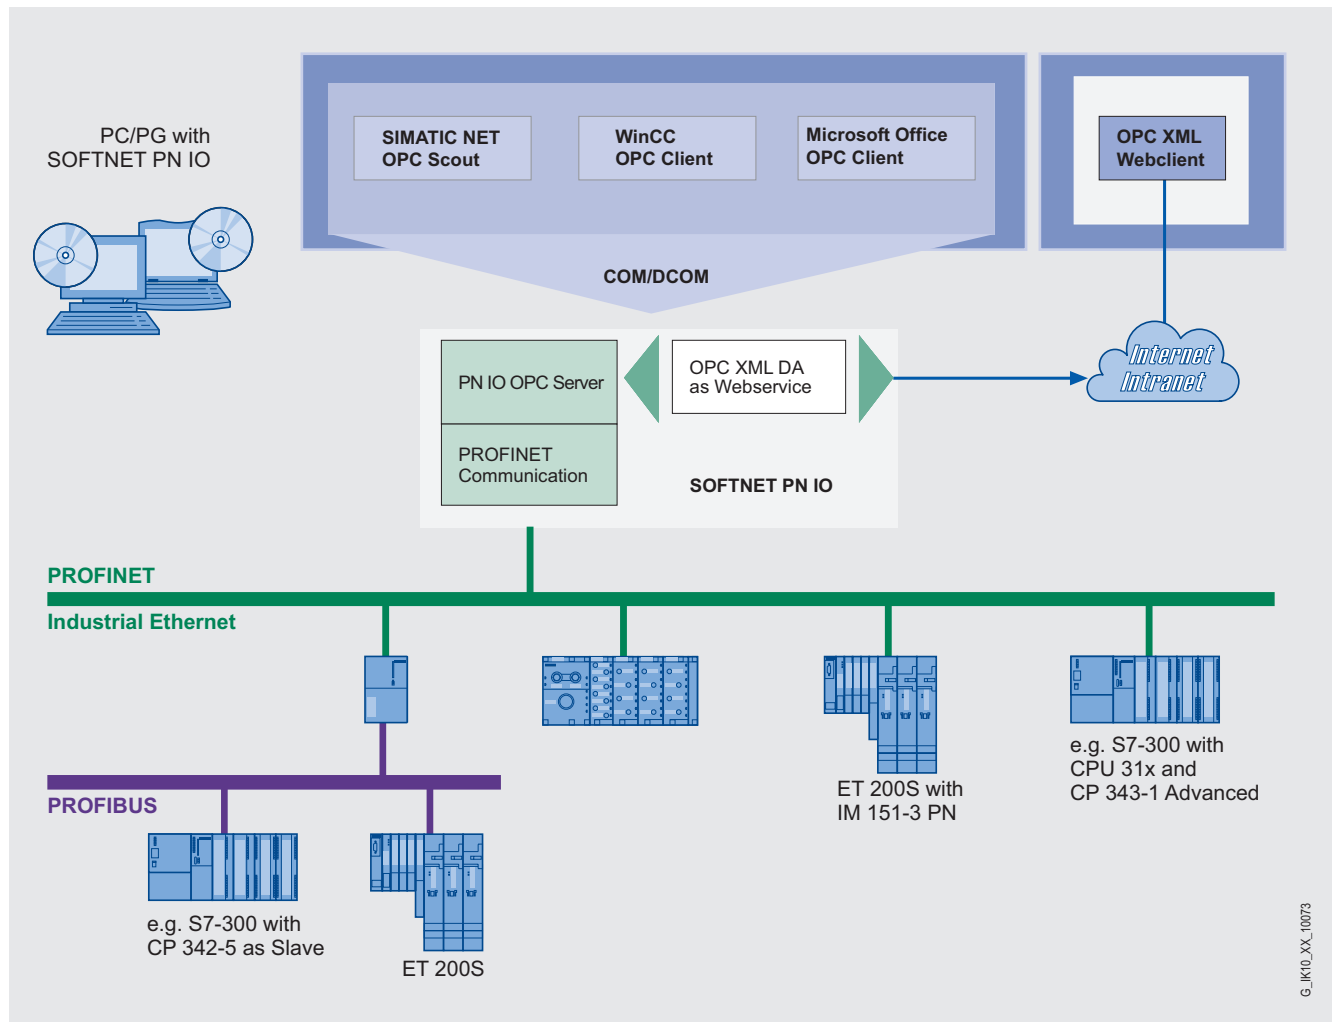 PC/PG with
SOFTNET PN IO
SIMATIC NET
OPC Scout
WinCC
OPC Client
Microsoft Office
OPC Client
OPC XML
Webclient
COM/DCOM
PN IO OPC Server
OPC XML DA
as Webservice
Internet
Intranet
PROFINET
Communication
SOFTNET PN IO
PROFINET
Industrial Ethernet
PROFIBUS
ET 200S with
IM 151-3 PN
e.g. S7-300 with
CPU 31x and
CP 343-1 Advanced
e.g. S7-300 with
CP 342-5 as Slave
ET 200S
G_IK10_XX_10073